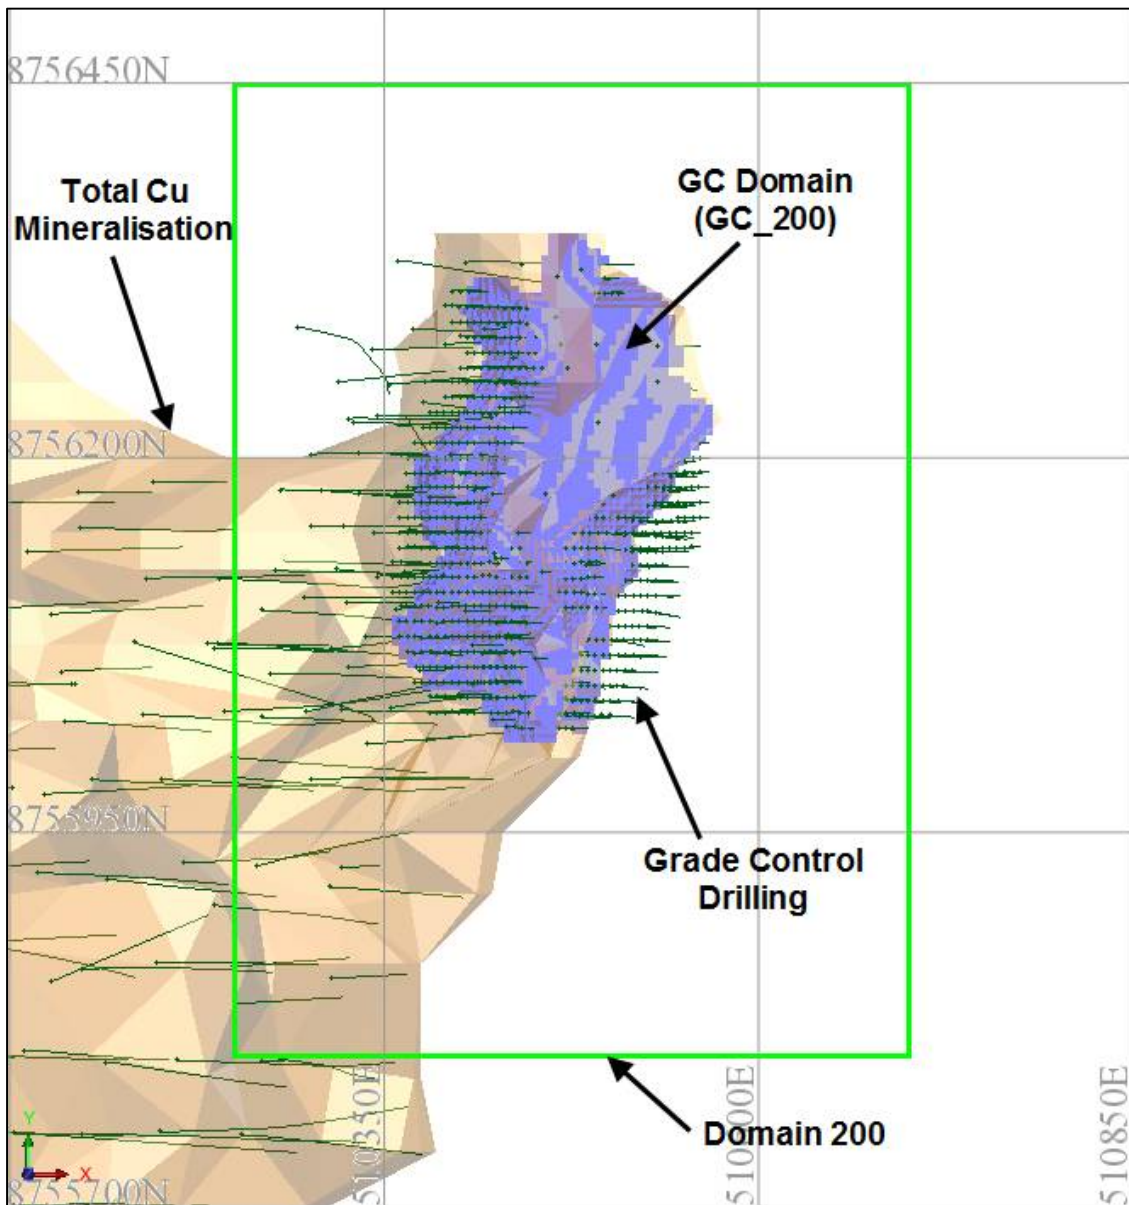 8756450N
Total Cu
Mineralisation
GC Domain
(GC_200)
8756200N
8755950N
Grade Control
Drilling
Domain 200
510350E
510600E
510850E
Y
X
8755700N